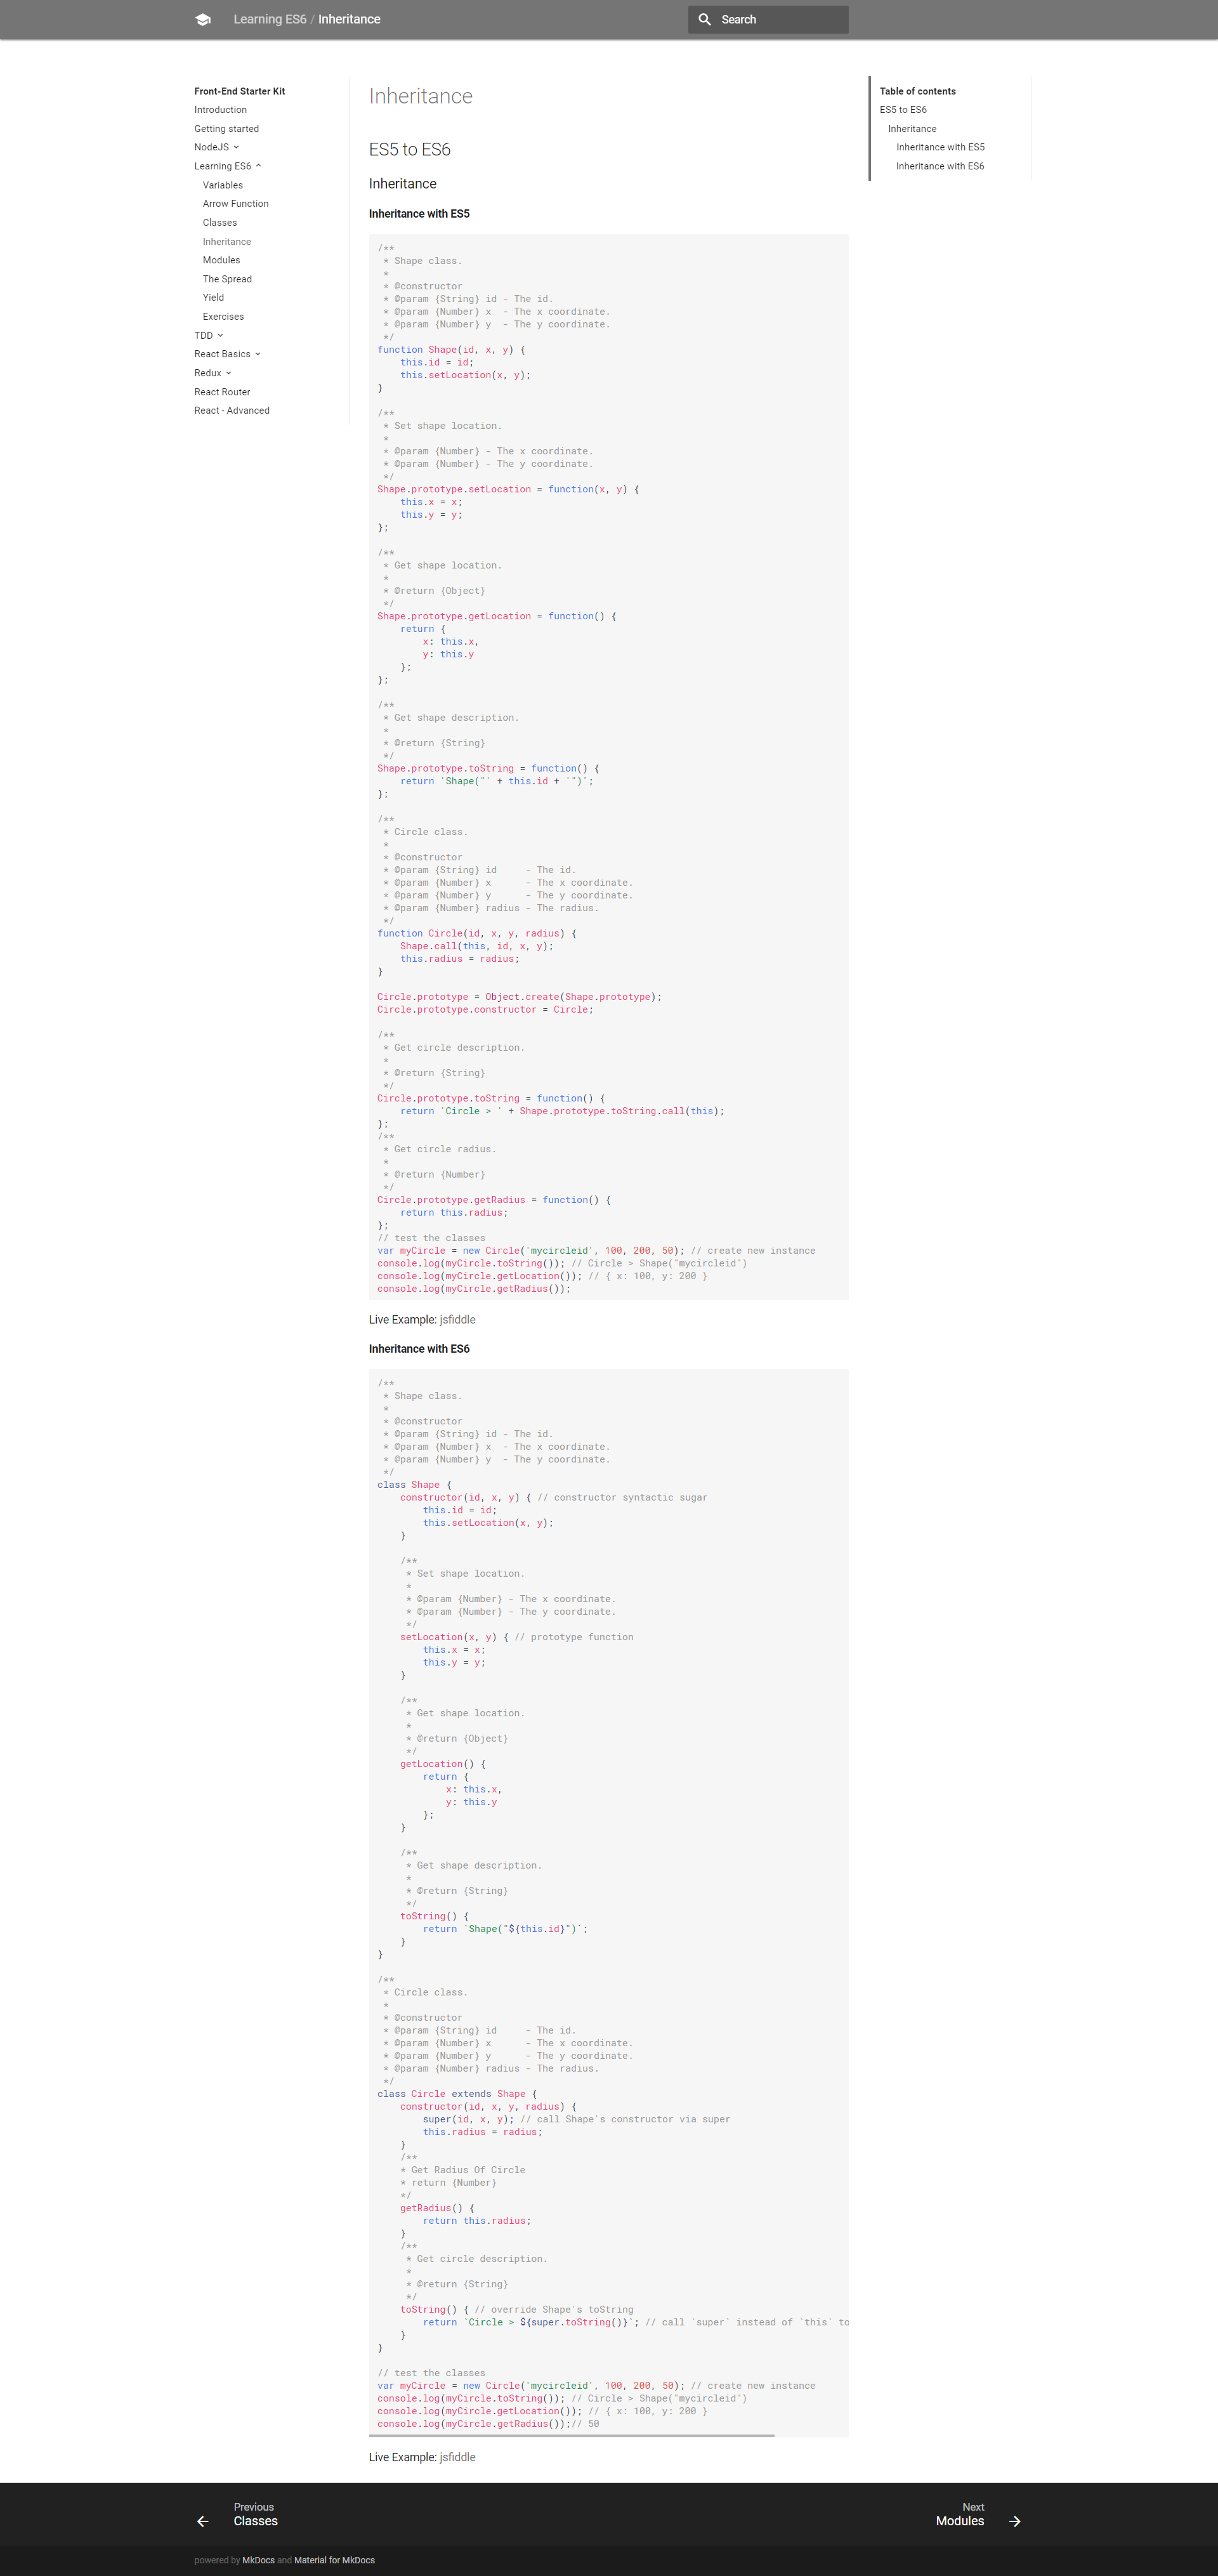 Learning ES6 / Inheritance
Search
Front-End Starter Kit
Introduction
Getting started
NodeJS
Learning ES6
Variables
Arrow Function
Classes
Inheritance
Modules
The Spread
Yield
Exercises
TDD
React Basics
Redux
React Router
React - Advanced
Inheritance
ES5 to ES6
Inheritance
Inheritance with ES5
/**
 * Shape class.
 *
 * @constructor
 * @param {String} id - The id.
 * @param {Number} x  - The x coordinate.
 * @param {Number} y  - The y coordinate.
 */
function Shape(id, x, y) {
    this.id = id;
    this.setLocation(x, y);
}
/**
 * Set shape location.
 *
 * @param {Number} - The x coordinate.
 * @param {Number} - The y coordinate.
 */
Shape.prototype.setLocation = function(x, y) {
    this.x = x;
    this.y = y;
};
/**
 * Get shape location.
 *
 * @return {Object}
 */
Shape.prototype.getLocation = function() {
    return {
        x: this.x,
        y: this.y
    };
};
/**
 * Get shape description.
 *
 * @return {String}
 */
Shape.prototype.toString = function() {
    return 'Shape("' + this.id + '")';
};
/**
 * Circle class.
 *
 * @constructor
 * @param {String} id     - The id.
 * @param {Number} x      - The x coordinate.
 * @param {Number} y      - The y coordinate.
 * @param {Number} radius - The radius.
 */
function Circle(id, x, y, radius) {
    Shape.call(this, id, x, y);
    this.radius = radius;
}
Circle.prototype = Object.create(Shape.prototype);
Circle.prototype.constructor = Circle;
/**
 * Get circle description.
 *
 * @return {String}
 */
Circle.prototype.toString = function() {
    return 'Circle > ' + Shape.prototype.toString.call(this);
};
/**
 * Get circle radius.
 *
 * @return {Number}
 */
Circle.prototype.getRadius = function() {
    return this.radius;
};
// test the classes
var myCircle = new Circle('mycircleid', 100, 200, 50); // create new instance
console.log(myCircle.toString()); // Circle > Shape("mycircleid")
console.log(myCircle.getLocation()); // { x: 100, y: 200 }
console.log(myCircle.getRadius());
Live Example: jsfiddle
Inheritance with ES6
/**
 * Shape class.
 *
 * @constructor
 * @param {String} id - The id.
 * @param {Number} x  - The x coordinate.
 * @param {Number} y  - The y coordinate.
 */
class Shape {
    constructor(id, x, y) { // constructor syntactic sugar
        this.id = id;
        this.setLocation(x, y);
    }
    /**
     * Set shape location.
     *
     * @param {Number} - The x coordinate.
     * @param {Number} - The y coordinate.
     */
    setLocation(x, y) { // prototype function
        this.x = x;
        this.y = y;
    }
    /**
     * Get shape location.
     *
     * @return {Object}
     */
    getLocation() {
        return {
            x: this.x,
            y: this.y
        };
    }
    /**
     * Get shape description.
     *
     * @return {String}
     */
    toString() {
        return `Shape("${this.id}")`;
    }
}
/**
 * Circle class.
 *
 * @constructor
 * @param {String} id     - The id.
 * @param {Number} x      - The x coordinate.
 * @param {Number} y      - The y coordinate.
 * @param {Number} radius - The radius.
 */
class Circle extends Shape {
    constructor(id, x, y, radius) {
        super(id, x, y); // call Shape's constructor via super
        this.radius = radius;
    }
    /**
    * Get Radius Of Circle
    * return {Number}
    */
    getRadius() {
        return this.radius;
    }
    /**
     * Get circle description.
     *
     * @return {String}
     */
    toString() { // override Shape's toString
        return `Circle > ${super.toString()}`; // call `super` instead of `this` to
    }
}
// test the classes
var myCircle = new Circle('mycircleid', 100, 200, 50); // create new instance
console.log(myCircle.toString()); // Circle > Shape("mycircleid")
console.log(myCircle.getLocation()); // { x: 100, y: 200 }
console.log(myCircle.getRadius());// 50
Live Example: jsfiddle
Table of contents
ES5 to ES6
Inheritance
Inheritance with ES5
Inheritance with ES6
Previous
Classes
Next
Modules
powered by MkDocs and Material for MkDocs